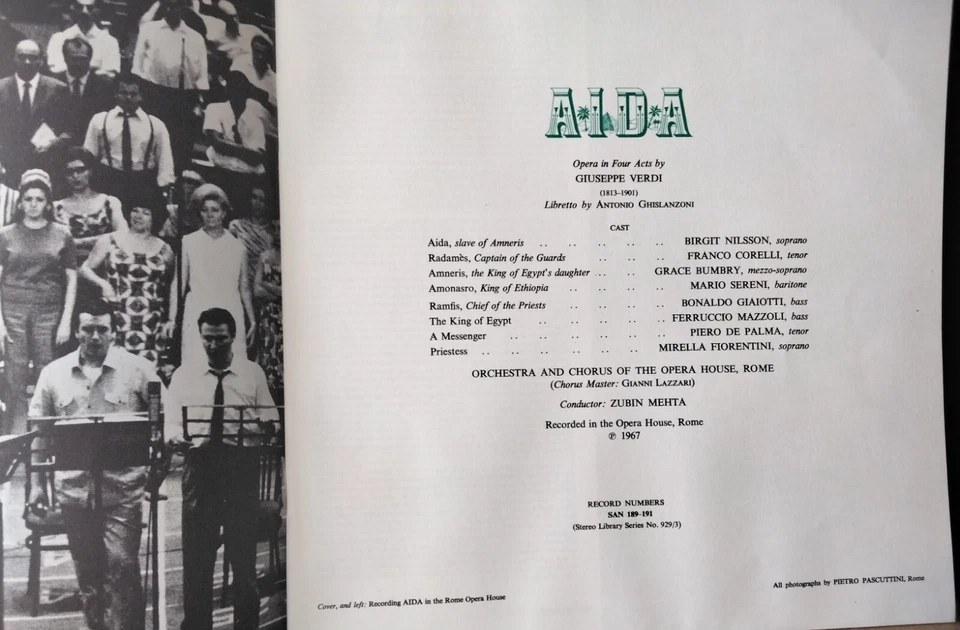 AIDA
Opera in Four Acts by
GIUSEPPE VERDI
(1813–1901)
Libretto by ANTONIO GHISLANZONI
CAST
Aida, slave of Amneris .. .. .. .. .. BIRGIT NILSSON, soprano
Radamès, Captain of the Guards .. .. .. FRANCO CORELLI, tenor
Amneris, the King of Egypt's daughter .. .. .. GRACE BUMBRY, mezzo-soprano
Amonasro, King of Ethiopia .. .. .. .. MARIO SERENI, baritone
Ramfis, Chief of the Priests .. .. .. .. BONALDO GIAIOTTI, bass
The King of Egypt .. .. .. .. .. FERRUCCIO MAZZOLI, bass
A Messenger .. .. .. .. .. .. PIERO DE PALMA, tenor
Priestess .. .. .. .. .. .. MIRELLA FIORENTINI, soprano
ORCHESTRA AND CHORUS OF THE OPERA HOUSE, ROME
(Chorus Master: GIANNI LAZZARI)
Conductor: ZUBIN MEHTA
Recorded in the Opera House, Rome
℗ 1967
RECORD NUMBERS
SAN 189-191
(Stereo Library Series No. 929/3)
Cover, and left: Recording AIDA in the Rome Opera House
All photographs by PIETRO PASCUTTINI, Rome